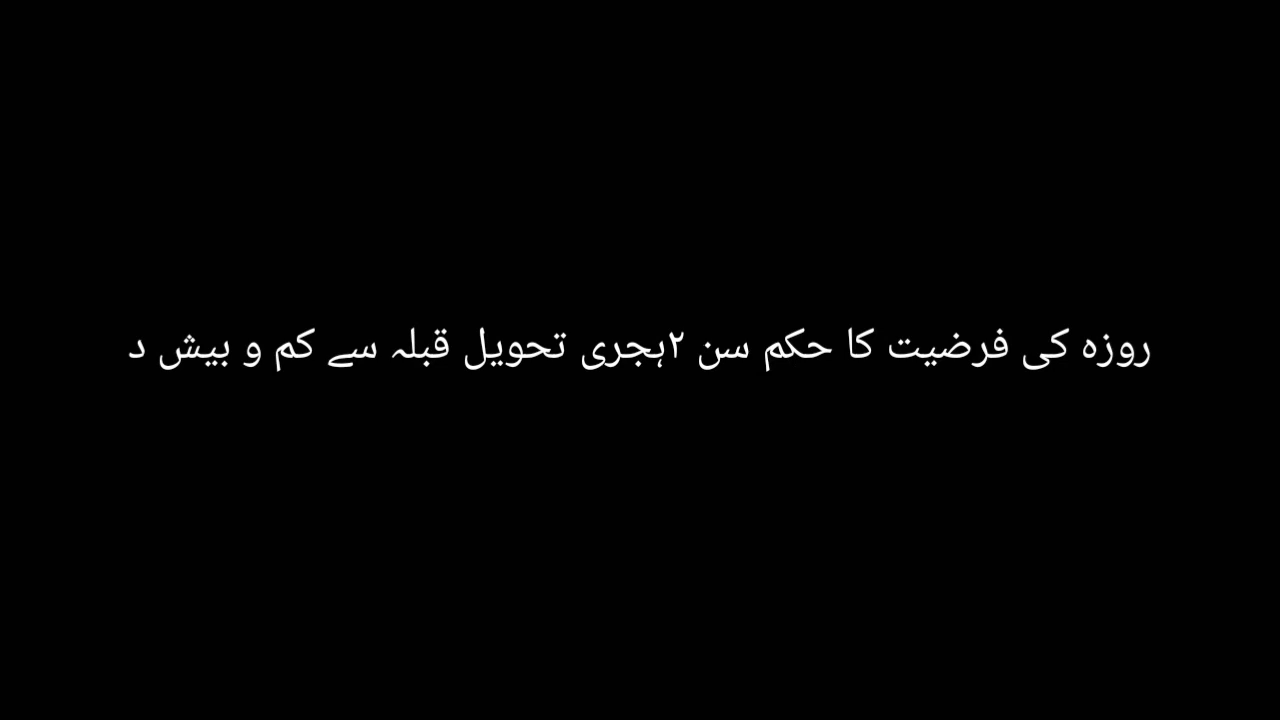 روزہ کی فرضیت کا حکم سن ۲ہجری تحویل قبلہ سے کم و بیش د